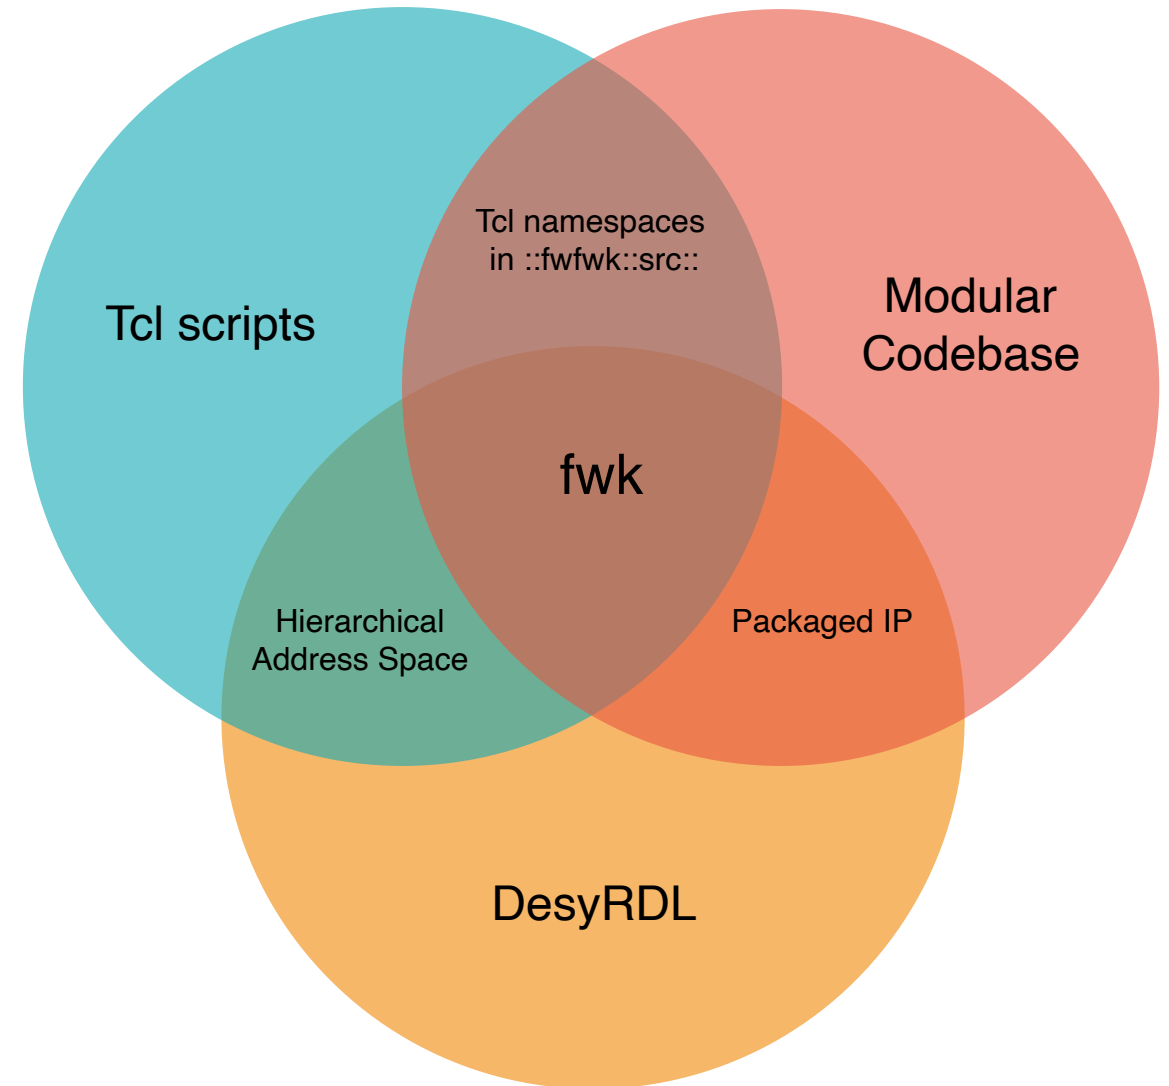 Tcl namespaces
in ::fwfwk::src::
Tcl scripts
Modular
Codebase
fwk
Hierarchical
Address Space
Packaged IP
DesyRDL